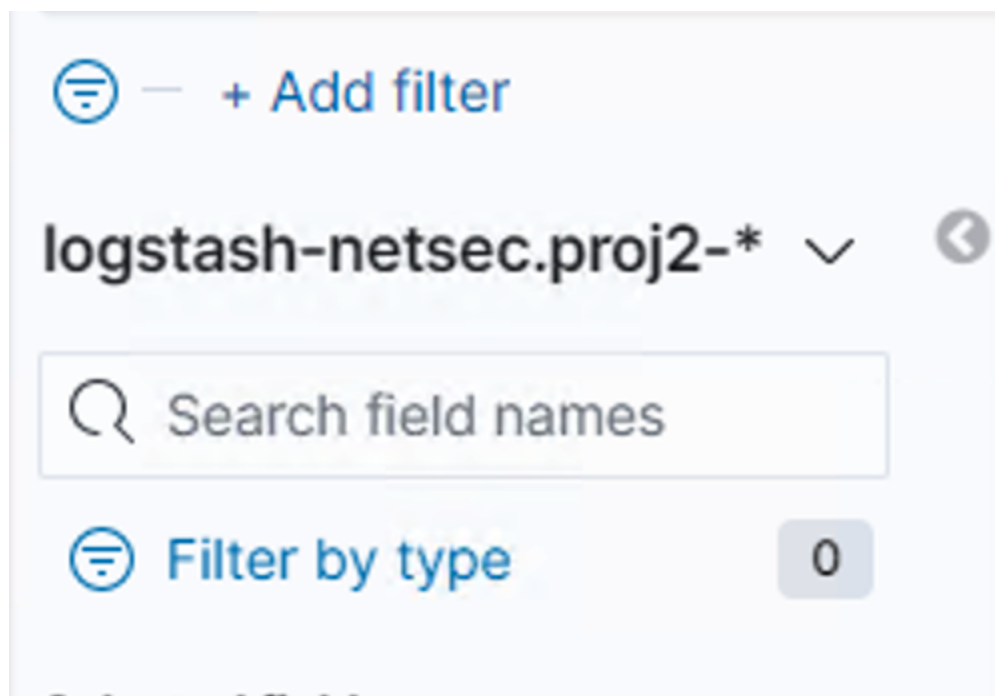 + Add filter
logstash-netsec.proj2-*
Search field names
Filter by type 0